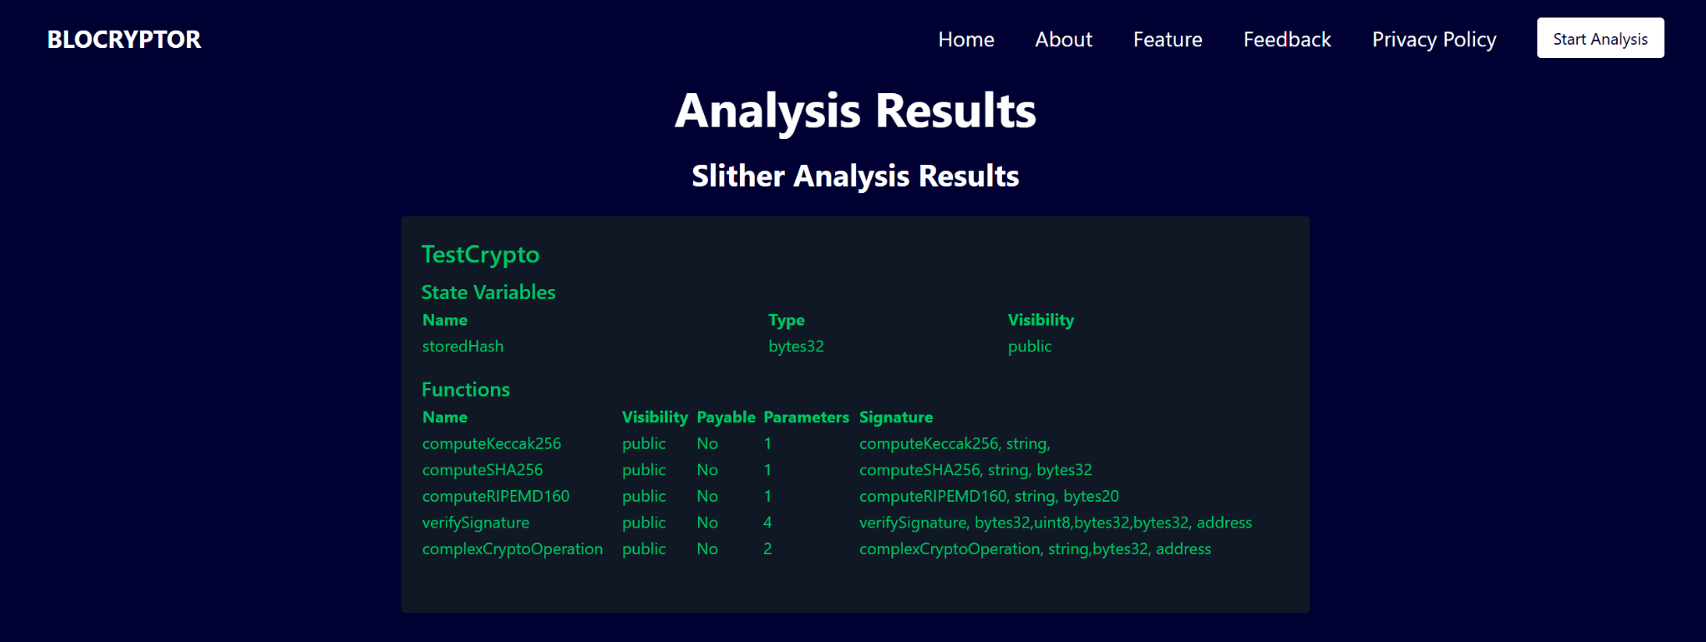 BLOCRYPTOR Home About Feature Feedback Privacy Policy Start Analysis
Analysis Results
Slither Analysis Results
TestCrypto
State Variables
Name Type Visibility
storedHash bytes32 public
Functions
Name Visibility Payable Parameters Signature
computeKeccak256 public No 1 computeKeccak256, string,
computeSHA256 public No 1 computeSHA256, string, bytes32
computeRIPEMD160 public No 1 computeRIPEMD160, string, bytes20
verifySignature public No 4 verifySignature, bytes32,uint8,bytes32,bytes32, address
complexCryptoOperation public No 2 complexCryptoOperation, string,bytes32, address